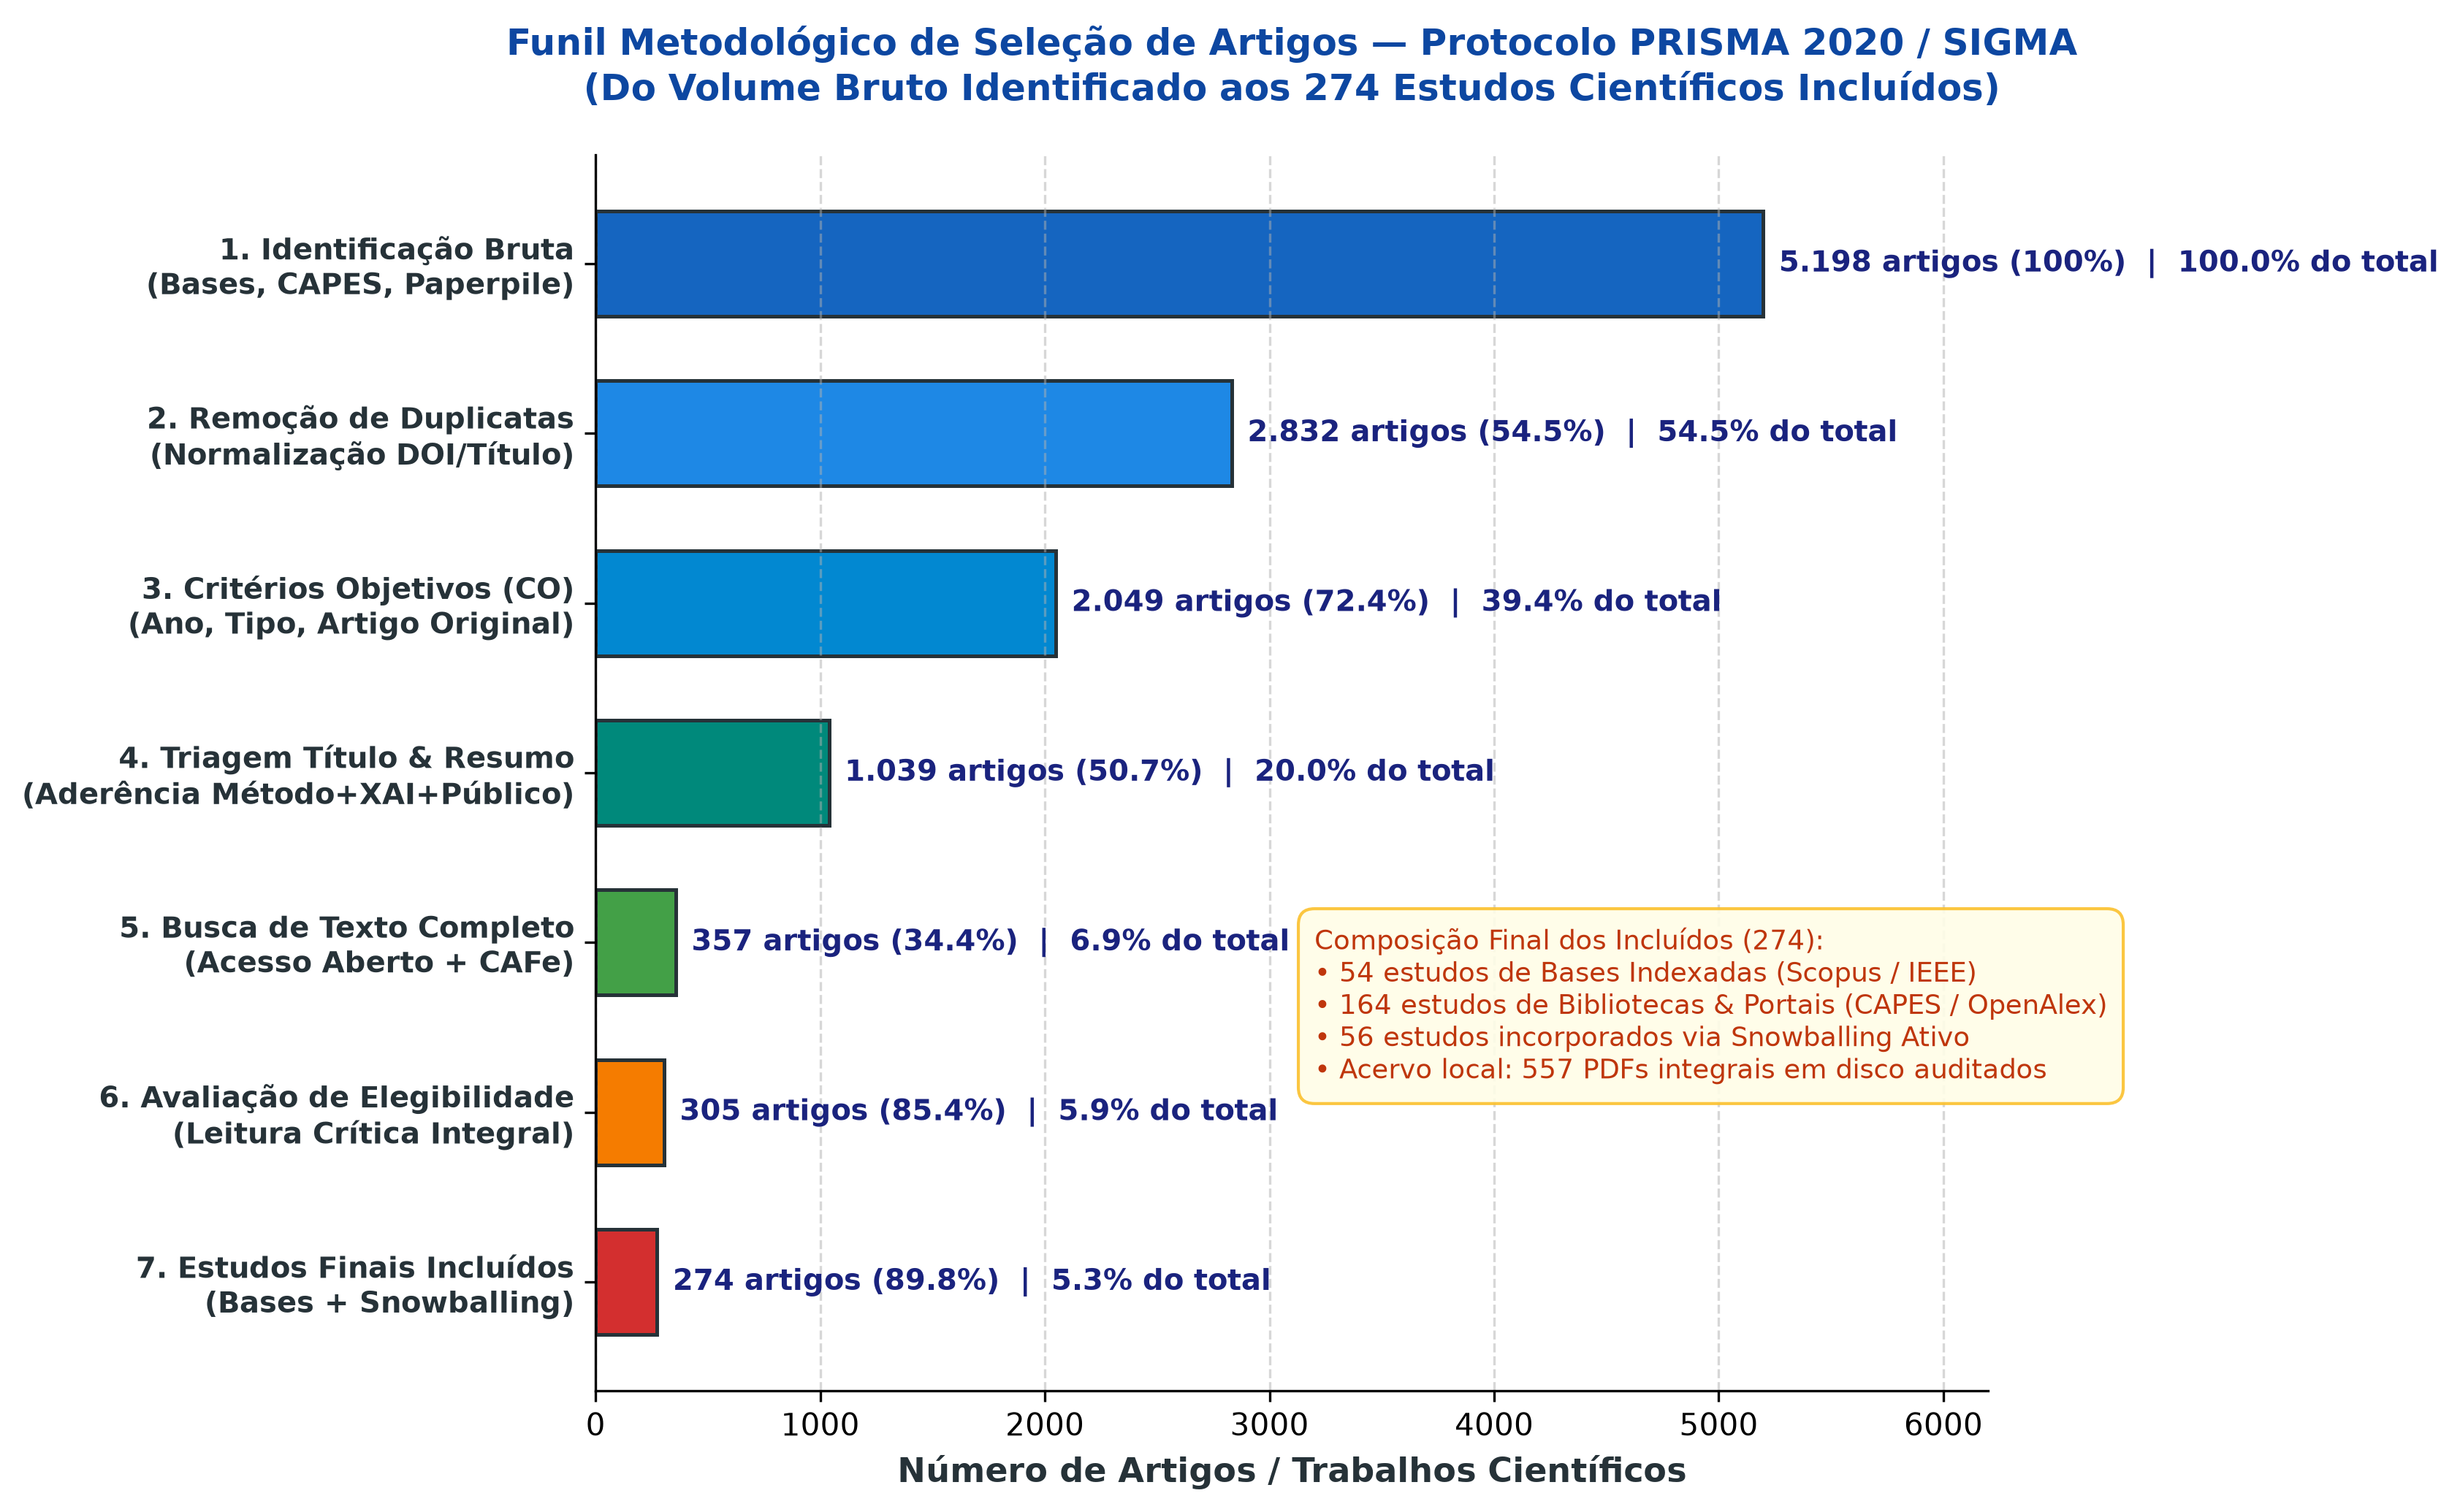 Funil Metodológico de Seleção de Artigos — Protocolo PRISMA 2020 / SIGMA
(Do Volume Bruto Identificado aos 274 Estudos Científicos Incluídos)
1. Identificação Bruta
(Bases, CAPES, Paperpile)
5.198 artigos (100%) | 100.0% do total
2. Remoção de Duplicatas
(Normalização DOI/Título)
2.832 artigos (54.5%) | 54.5% do total
3. Critérios Objetivos (CO)
(Ano, Tipo, Artigo Original)
2.049 artigos (72.4%) | 39.4% do total
4. Triagem Título & Resumo
(Aderência Método+XAI+Público)
1.039 artigos (50.7%) | 20.0% do total
5. Busca de Texto Completo
(Acesso Aberto + CAFe)
357 artigos (34.4%) | 6.9% do total
Composição Final dos Incluídos (274):
• 54 estudos de Bases Indexadas (Scopus / IEEE)
• 164 estudos de Bibliotecas & Portais (CAPES / OpenAlex)
• 56 estudos incorporados via Snowballing Ativo
• Acervo local: 557 PDFs integrais em disco auditados
6. Avaliação de Elegibilidade
(Leitura Crítica Integral)
305 artigos (85.4%) | 5.9% do total
7. Estudos Finais Incluídos
(Bases + Snowballing)
274 artigos (89.8%) | 5.3% do total
0 1000 2000 3000 4000 5000 6000
Número de Artigos / Trabalhos Científicos